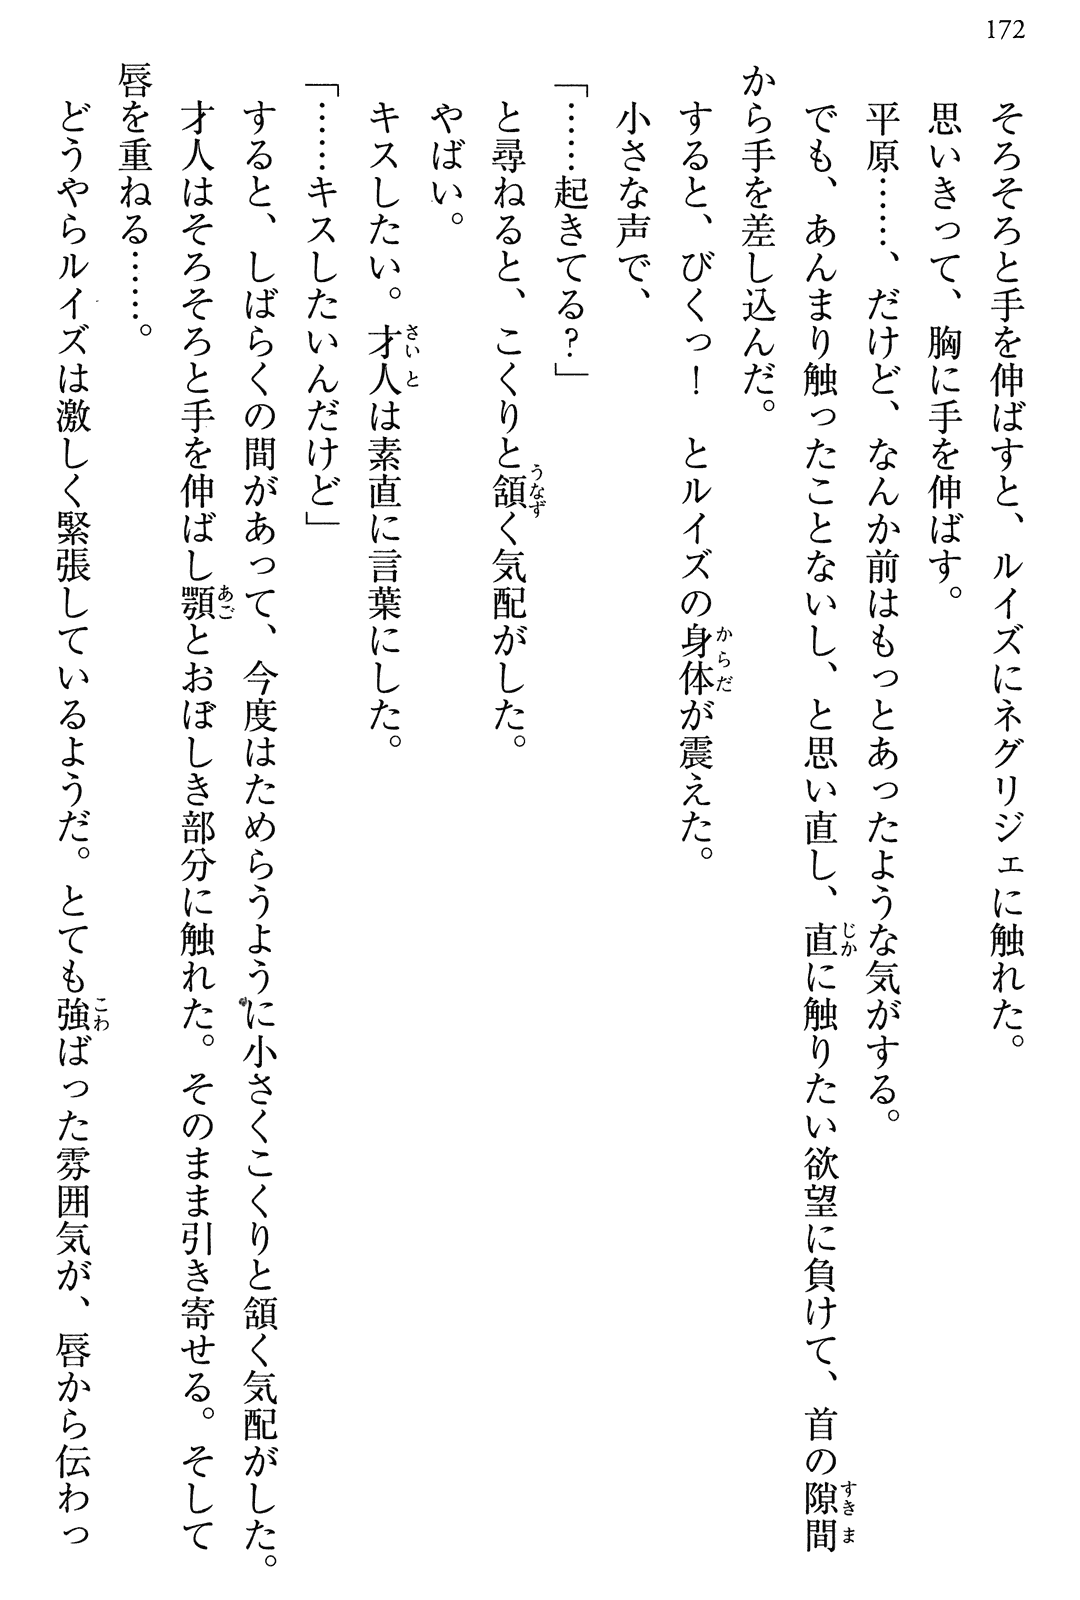 172
そろそろと手を伸ばすと、ルイズにネグリジェに触れた。
思いきって、胸に手を伸ばす。
平原……、だけど、なんか前はもっとあったような気がする。
でも、あんまり触ったことないし、と思い直し、直に触りたい欲望に負けて、首の隙間
から手を差し込んだ。
すると、びくっ！　とルイズの身体が震えた。
小さな声で、
「……起きてる？」
と尋ねると、こくりと頷く気配がした。
やばい。
キスしたい。才人は素直に言葉にした。
「……キスしたいんだけど」
すると、しばらくの間があって、今度はためらうように小さくこくりと頷く気配がした。
才人はそろそろと手を伸ばし顎とおぼしき部分に触れた。そのまま引き寄せる。そして
唇を重ねる……。
どうやらルイズは激しく緊張しているようだ。とても強ばった雰囲気が、唇から伝わっ